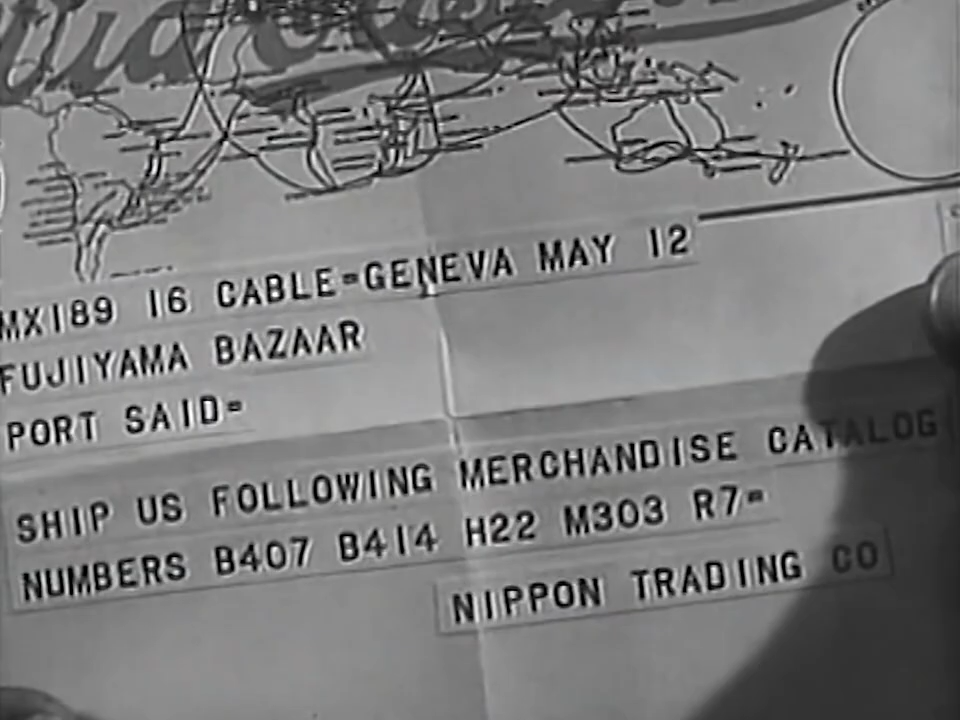 MX189 16 CABLE=GENEVA MAY 12
FUJIYAMA BAZAAR
PORT SAID=
SHIP US FOLLOWING MERCHANDISE CATALOG
NUMBERS B407 B414 H22 M303 R7=
NIPPON TRADING CO